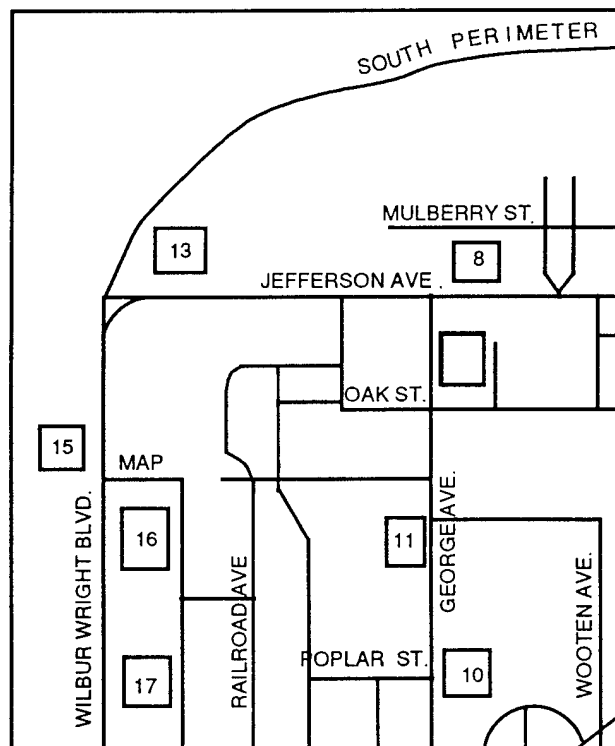 SOUTH PERIMETER
MULBERRY ST.
13
8
JEFFERSON AVE.
OAK ST.
15
MAP
16
11
WILBUR WRIGHT BLVD.
RAILROAD AVE
GEORGE AVE.
WOOTEN AVE.
POPLAR ST.
17
10